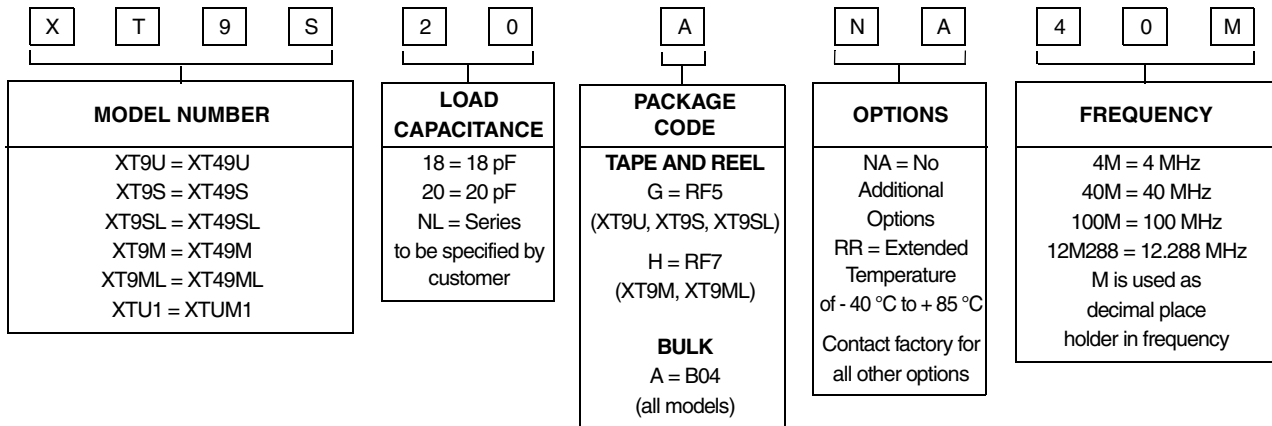 X T 9 S 2 0 A N A 4 0 M
MODEL NUMBER
XT9U = XT49U
XT9S = XT49S
XT9SL = XT49SL
XT9M = XT49M
XT9ML = XT49ML
XTU1 = XTUM1
LOAD
CAPACITANCE
18 = 18 pF
20 = 20 pF
NL = Series
to be specified by
customer
PACKAGE
CODE
TAPE AND REEL
G = RF5
(XT9U, XT9S, XT9SL)
H = RF7
(XT9M, XT9ML)
BULK
A = B04
(all models)
OPTIONS
NA = No
Additional
Options
RR = Extended
Temperature
of - 40 °C to + 85 °C
Contact factory for
all other options
FREQUENCY
4M = 4 MHz
40M = 40 MHz
100M = 100 MHz
12M288 = 12.288 MHz
M is used as
decimal place
holder in frequency